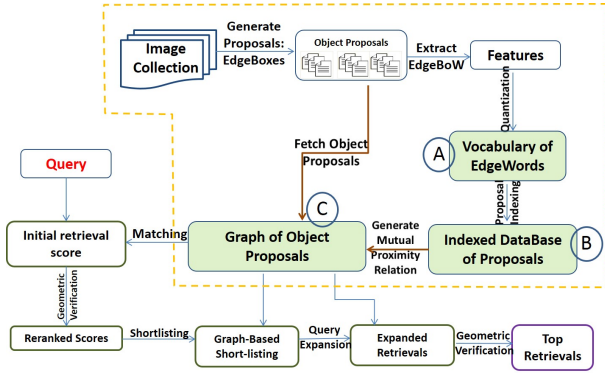 Image
Collection
Generate
Proposals:
EdgeBoxes
Object Proposals
Extract
EdgeBoW
Features
Quantization
A
Vocabulary of
EdgeWords
Proposal
Indexing
B
Indexed DataBase
of Proposals
Fetch Object
Proposals
C
Generate
Mutual
Proximity
Relation
Graph of Object
Proposals
Query
Matching
Initial retrieval
score
Geometric
Verification
Reranked Scores
Shortlisting
Graph-Based
Short-listing
Query
Expansion
Expanded
Retrievals
Geometric
Verification
Top
Retrievals